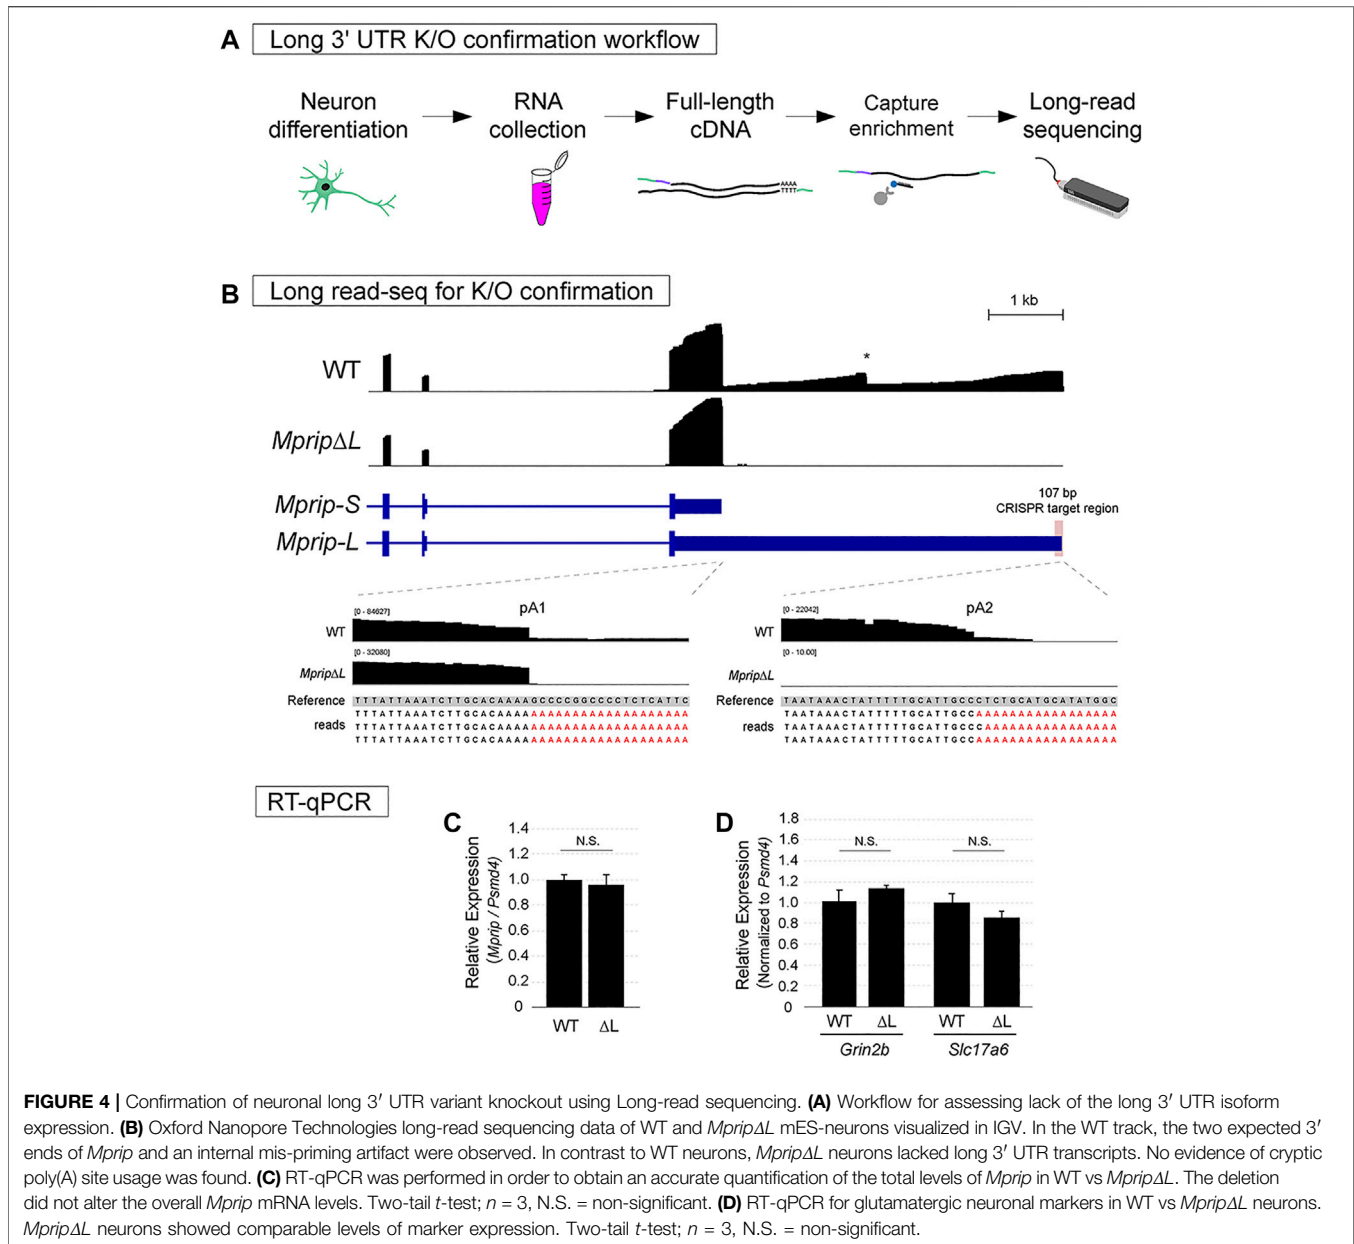 A Long 3' UTR K/O confirmation workflow
Neuron differentiation
RNA collection
Full-length cDNA
Capture enrichment
Long-read sequencing
AAAA
TTTT
B Long read-seq for K/O confirmation
1 kb
WT
*
MpripΔL
Mprip-S
107 bp
CRISPR target region
Mprip-L
pA1
[0 - 84627]
WT
[0 - 32080]
MpripΔL
Reference TTTATTAAATCTTGCACAAAAGCCCCGGCCCCTCTCATTC
reads
TTTATTAAATCTTGCACAAAAAAAAAAAAAAAAAAAAAAA
TTTATTAAATCTTGCACAAAAAAAAAAAAAAAAAAAAAAA
TTTATTAAATCTTGCACAAAAAAAAAAAAAAAAAAAAAAA
pA2
[0 - 22042]
WT
[0 - 10.00]
MpripΔL
Reference TAATAAACTATTTTTGCATTGCCCTCTGCATGCATATGGC
reads
TAATAAACTATTTTTGCATTGCCAAAAAAAAAAAAAAAAA
TAATAAACTATTTTTGCATTGCCCAAAAAAAAAAAAAAAA
TAATAAACTATTTTTGCATTGCCCAAAAAAAAAAAAAAAA
RT-qPCR
C
Relative Expression
(Mprip / Psmd4)
1.4
1.2
1.0
0.8
0.6
0.4
0.2
0
N.S.
WT ΔL
D
Relative Expression
(Normalized to Psmd4)
1.8
1.6
1.4
1.2
1.0
0.8
0.6
0.4
0.2
0
N.S. N.S.
WT ΔL WT ΔL
Grin2b Slc17a6
FIGURE 4 | Confirmation of neuronal long 3′ UTR variant knockout using Long-read sequencing. (A) Workflow for assessing lack of the long 3′ UTR isoform
expression. (B) Oxford Nanopore Technologies long-read sequencing data of WT and MpripΔL mES-neurons visualized in IGV. In the WT track, the two expected 3′
ends of Mprip and an internal mis-priming artifact were observed. In contrast to WT neurons, MpripΔL neurons lacked long 3′ UTR transcripts. No evidence of cryptic
poly(A) site usage was found. (C) RT-qPCR was performed in order to obtain an accurate quantification of the total levels of Mprip in WT vs MpripΔL. The deletion
did not alter the overall Mprip mRNA levels. Two-tail t-test; n = 3, N.S. = non-significant. (D) RT-qPCR for glutamatergic neuronal markers in WT vs MpripΔL neurons.
MpripΔL neurons showed comparable levels of marker expression. Two-tail t-test; n = 3, N.S. = non-significant.